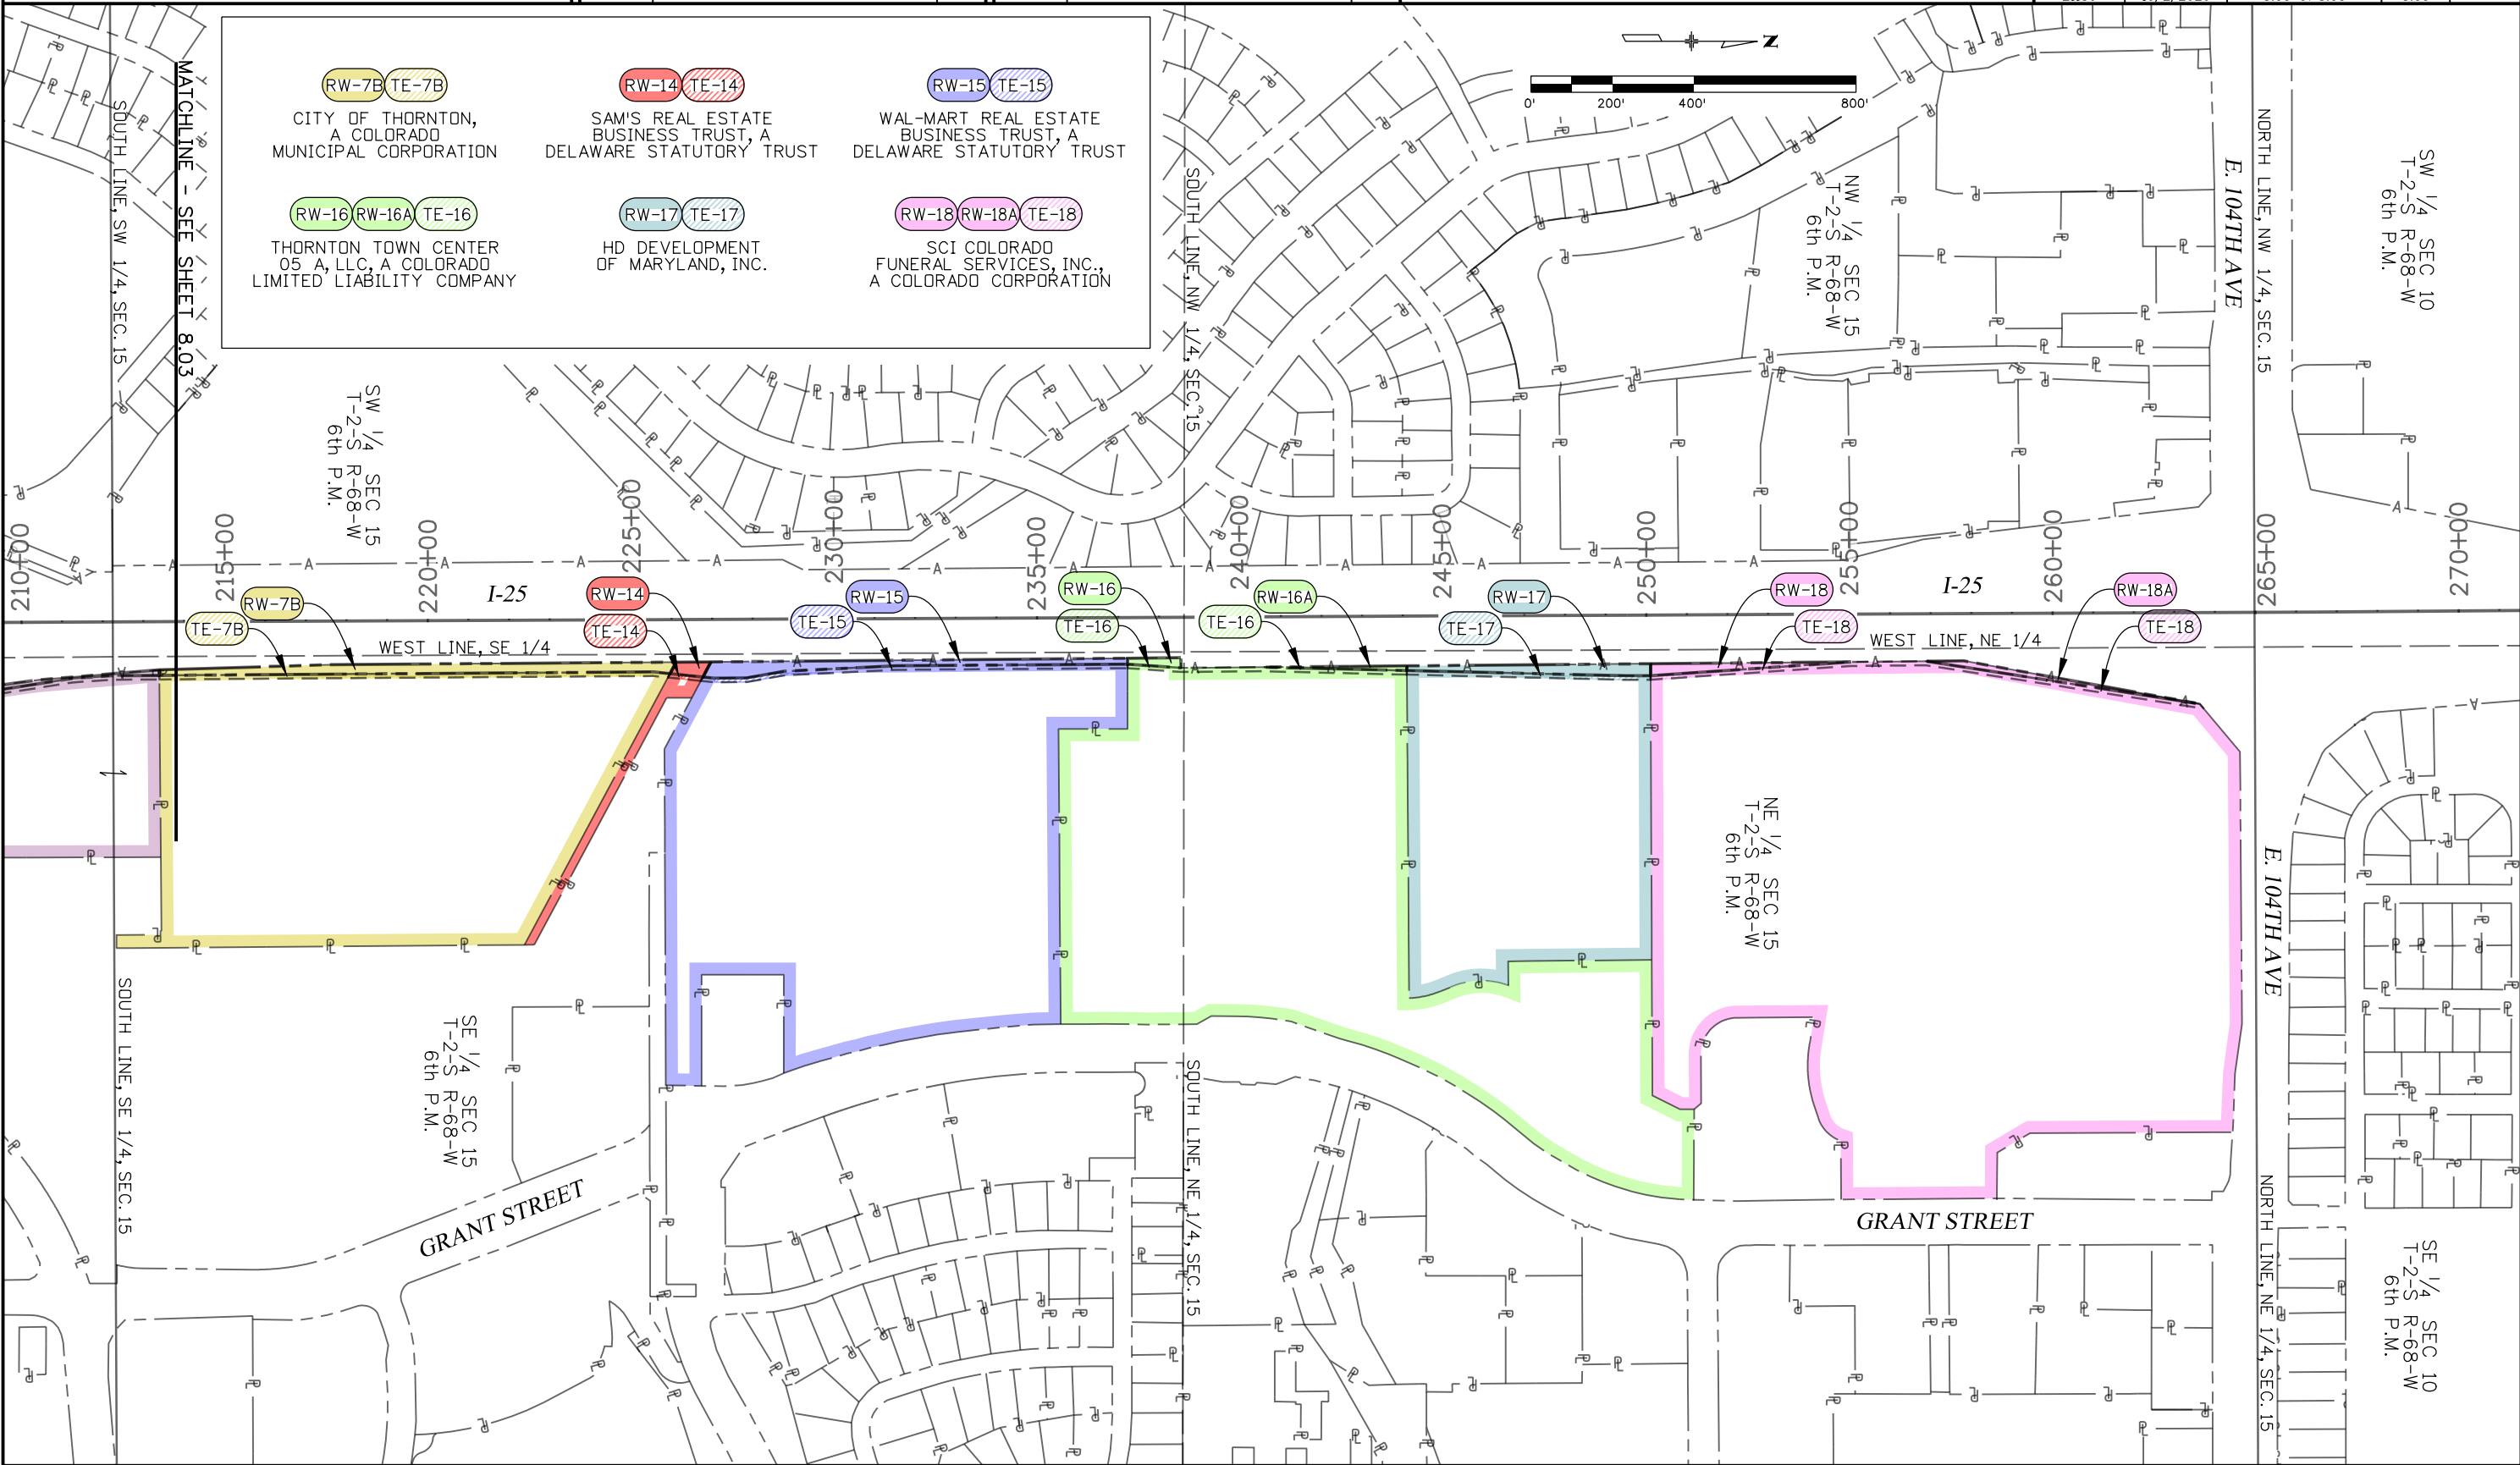 RW-7B TE-7B
CITY OF THORNTON,
A COLORADO
MUNICIPAL CORPORATION
RW-14 TE-14
SAM'S REAL ESTATE
BUSINESS TRUST, A
DELAWARE STATUTORY TRUST
RW-15 TE-15
WAL-MART REAL ESTATE
BUSINESS TRUST, A
DELAWARE STATUTORY TRUST
RW-16 RW-16A TE-16
THORNTON TOWN CENTER
05 A, LLC, A COLORADO
LIMITED LIABILITY COMPANY
RW-17 TE-17
HD DEVELOPMENT
OF MARYLAND, INC.
RW-18 RW-18A TE-18
SCI COLORADO
FUNERAL SERVICES, INC.,
A COLORADO CORPORATION
N
0' 200' 400' 800'
SOUTH LINE, SW 1/4, SEC. 15
MATCHLINE - SEE SHEET 8.03
SW 1/4 SEC 15
T-2-S R-68-W
6th P.M.
SOUTH LINE, NW 1/4, SEC. 15
NW 1/4 SEC 15
T-2-S R-68-W
6th P.M.
E. 104TH AVE
NORTH LINE, NW 1/4, SEC. 15
SW 1/4 SEC 10
T-2-S R-68-W
6th P.M.
210+00
215+00
220+00
225+00
230+00
235+00
240+00
245+00
250+00
255+00
260+00
265+00
270+00
I-25
I-25
RW-7B
TE-7B
RW-14
TE-14
RW-15
TE-15
RW-16
TE-16
RW-16A
TE-16
RW-17
TE-17
RW-18
TE-18
RW-18A
TE-18
WEST LINE, SE 1/4
WEST LINE, NE 1/4
NE 1/4 SEC 15
T-2-S R-68-W
6th P.M.
E. 104TH AVE
SOUTH LINE, SE 1/4, SEC. 15
SE 1/4 SEC 15
T-2-S R-68-W
6th P.M.
SOUTH LINE, NE 1/4, SEC. 15
GRANT STREET
GRANT STREET
NORTH LINE, NE 1/4, SEC. 15
SE 1/4 SEC 10
T-2-S R-68-W
6th P.M.